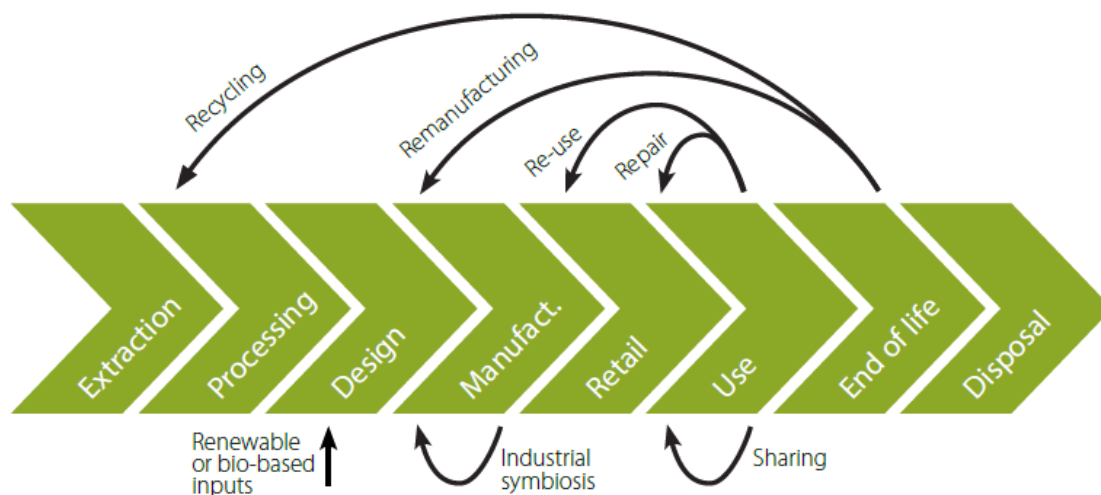 Recycling
Remanufacturing
Re-use
Repair
Extraction
Processing
Design
Manufact.
Retail
Use
End of life
Disposal
Renewable
or bio-based
inputs
Industrial
symbiosis
Sharing